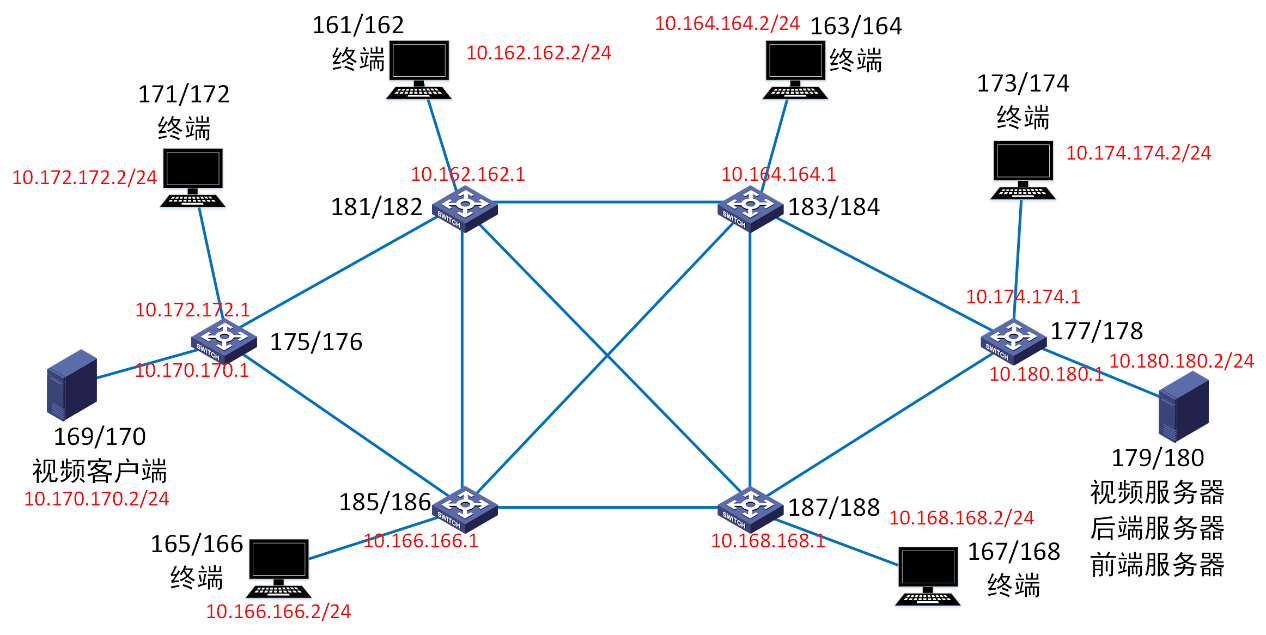 161/162
终端
10.162.162.2/24
10.164.164.2/24
163/164
终端
171/172
终端
10.172.172.2/24
173/174
终端
10.174.174.2/24
10.162.162.1
181/182
SWITCH
10.164.164.1
183/184
SWITCH
10.172.172.1
175/176
SWITCH
10.170.170.1
10.174.174.1
177/178
SWITCH
10.180.180.1
10.180.180.2/24
169/170
视频客户端
10.170.170.2/24
179/180
视频服务器
后端服务器
前端服务器
185/186
SWITCH
10.166.166.1
187/188
SWITCH
10.168.168.1
165/166
终端
10.166.166.2/24
10.168.168.2/24
167/168
终端